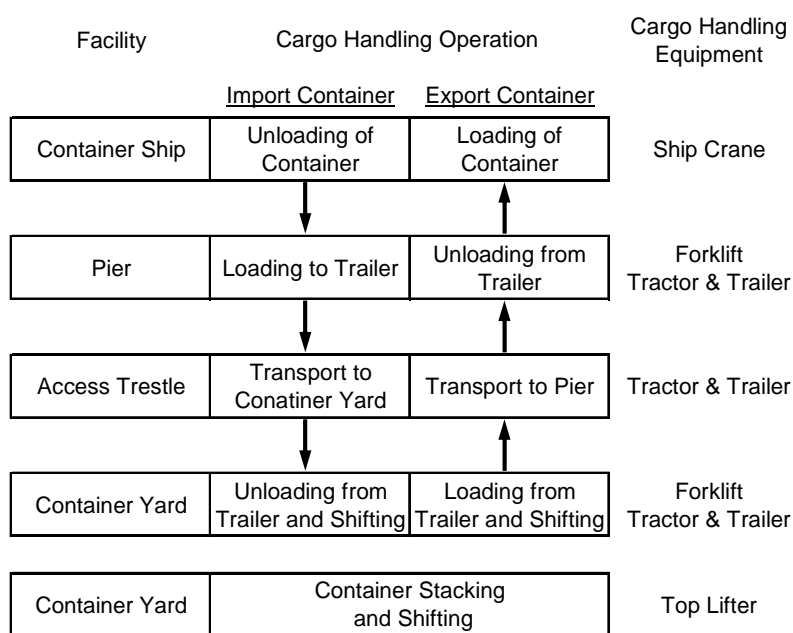 Facility
Cargo Handling Operation
Cargo Handling
Equipment
Import Container
Export Container
Container Ship
Unloading of
Container
Loading of
Container
Ship Crane
Pier
Loading to Trailer
Unloading from
Trailer
Forklift
Tractor & Trailer
Access Trestle
Transport to
Conatiner Yard
Transport to Pier
Tractor & Trailer
Container Yard
Unloading from
Trailer and Shifting
Loading from
Trailer and Shifting
Forklift
Tractor & Trailer
Container Yard
Container Stacking
and Shifting
Top Lifter